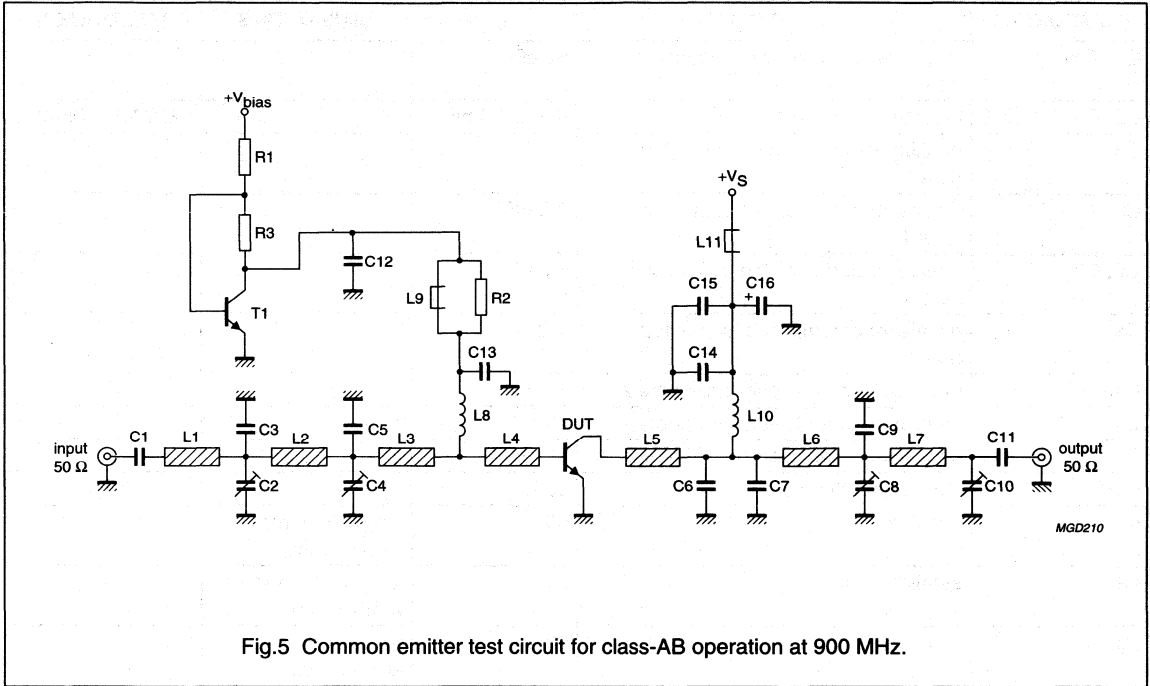 +Vbias
R1
R3
T1
C12
L9
R2
C13
L8
+VS
L11
C15
C16
+
C14
L10
DUT
input
50 Ω
C1
L1
C3
C2
L2
C5
C4
L3
L4
L5
C6
C7
L6
C9
C8
L7
C10
C11
output
50 Ω
MGD210
Fig.5 Common emitter test circuit for class-AB operation at 900 MHz.